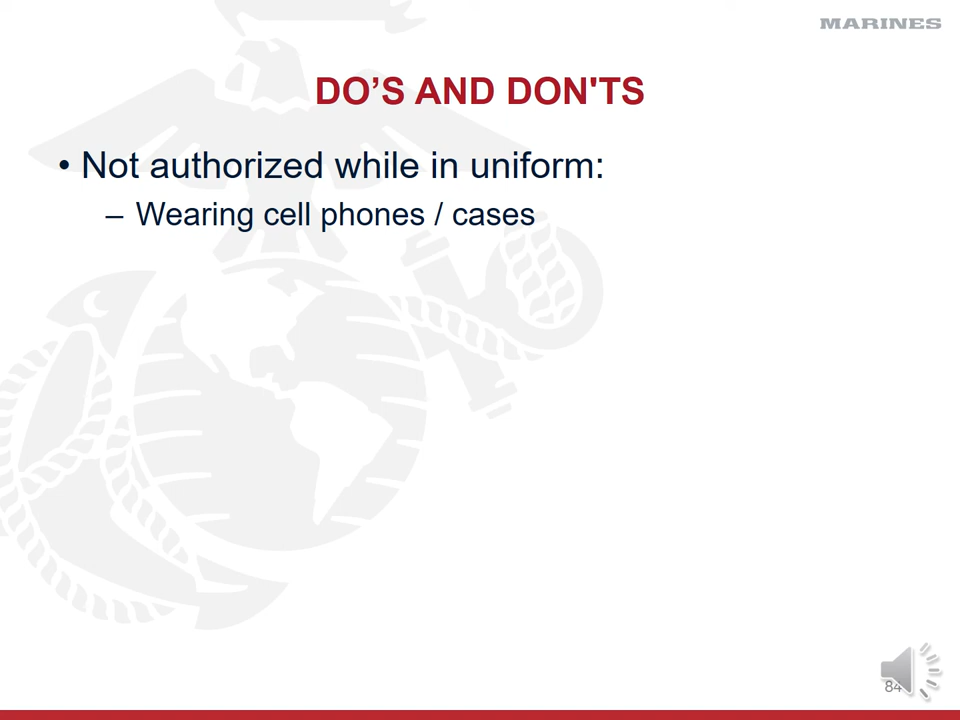 MARINES
DO’S AND DON'TS
• Not authorized while in uniform:
– Wearing cell phones / cases
84